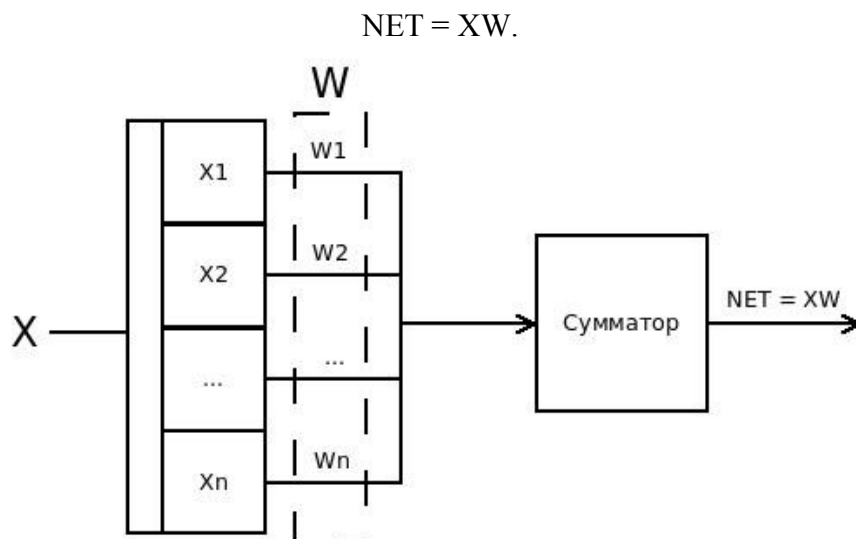 NET = XW.
W
X1
W1
X2
W2
X
Сумматор
NET = XW
...
...
Xn
Wn